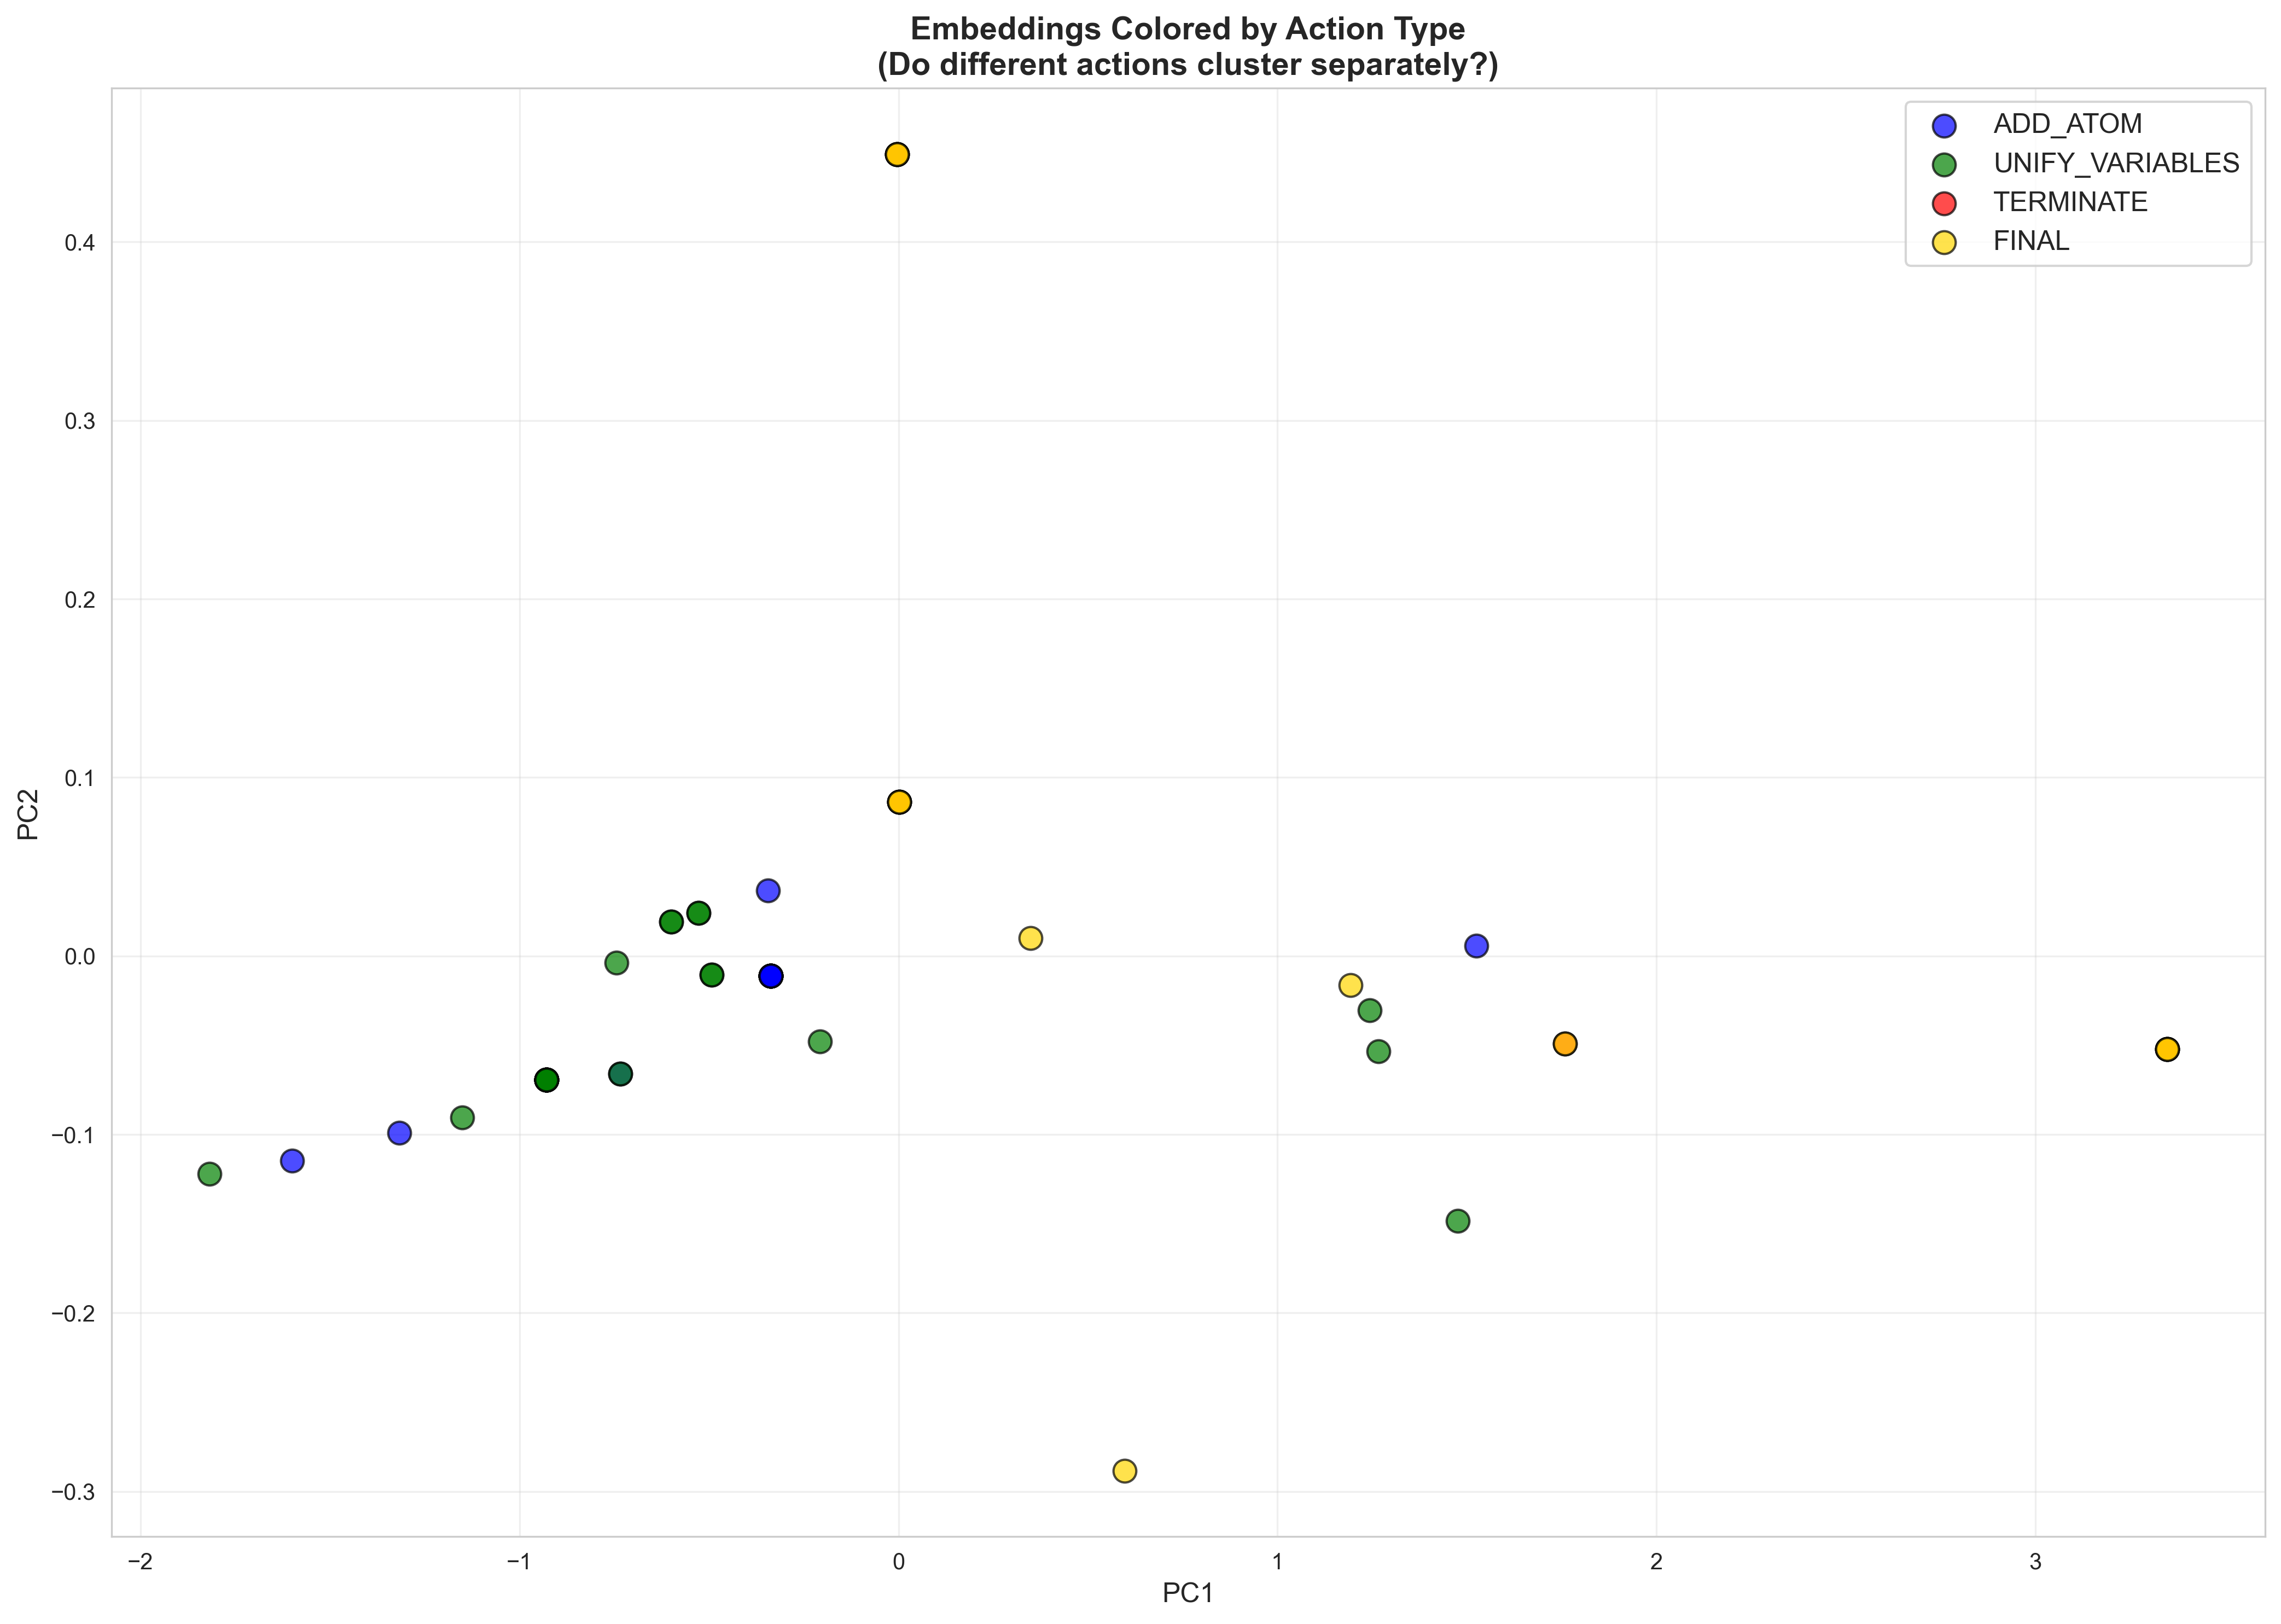 Embeddings Colored by Action Type
(Do different actions cluster separately?)
ADD_ATOM
UNIFY_VARIABLES
TERMINATE
FINAL
0.4
0.3
0.2
0.1
0.0
−0.1
−0.2
−0.3
PC2
−2
−1
0
1
2
3
PC1